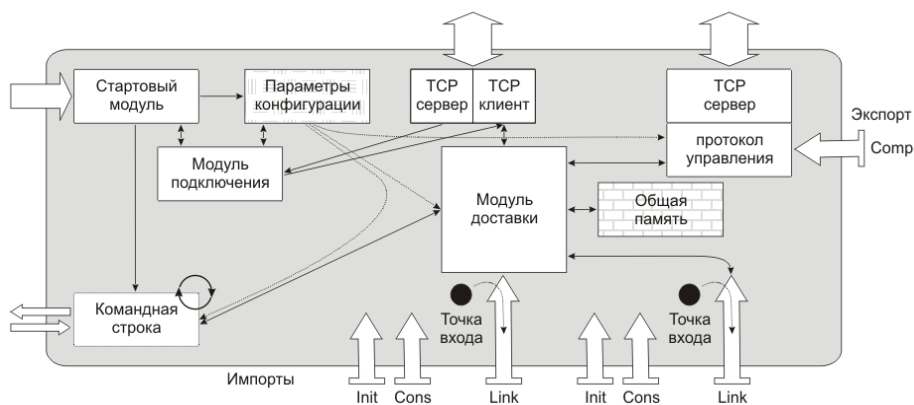 Стартовый
модуль
Параметры
конфигурации
TCP
сервер
TCP
клиент
TCP
сервер
протокол
управления
Экспорт
Comp
Модуль
подключения
Модуль
доставки
Общая
память
Командная
строка
Точка
входа
Точка
входа
Импорты
Init
Cons
Link
Init
Cons
Link